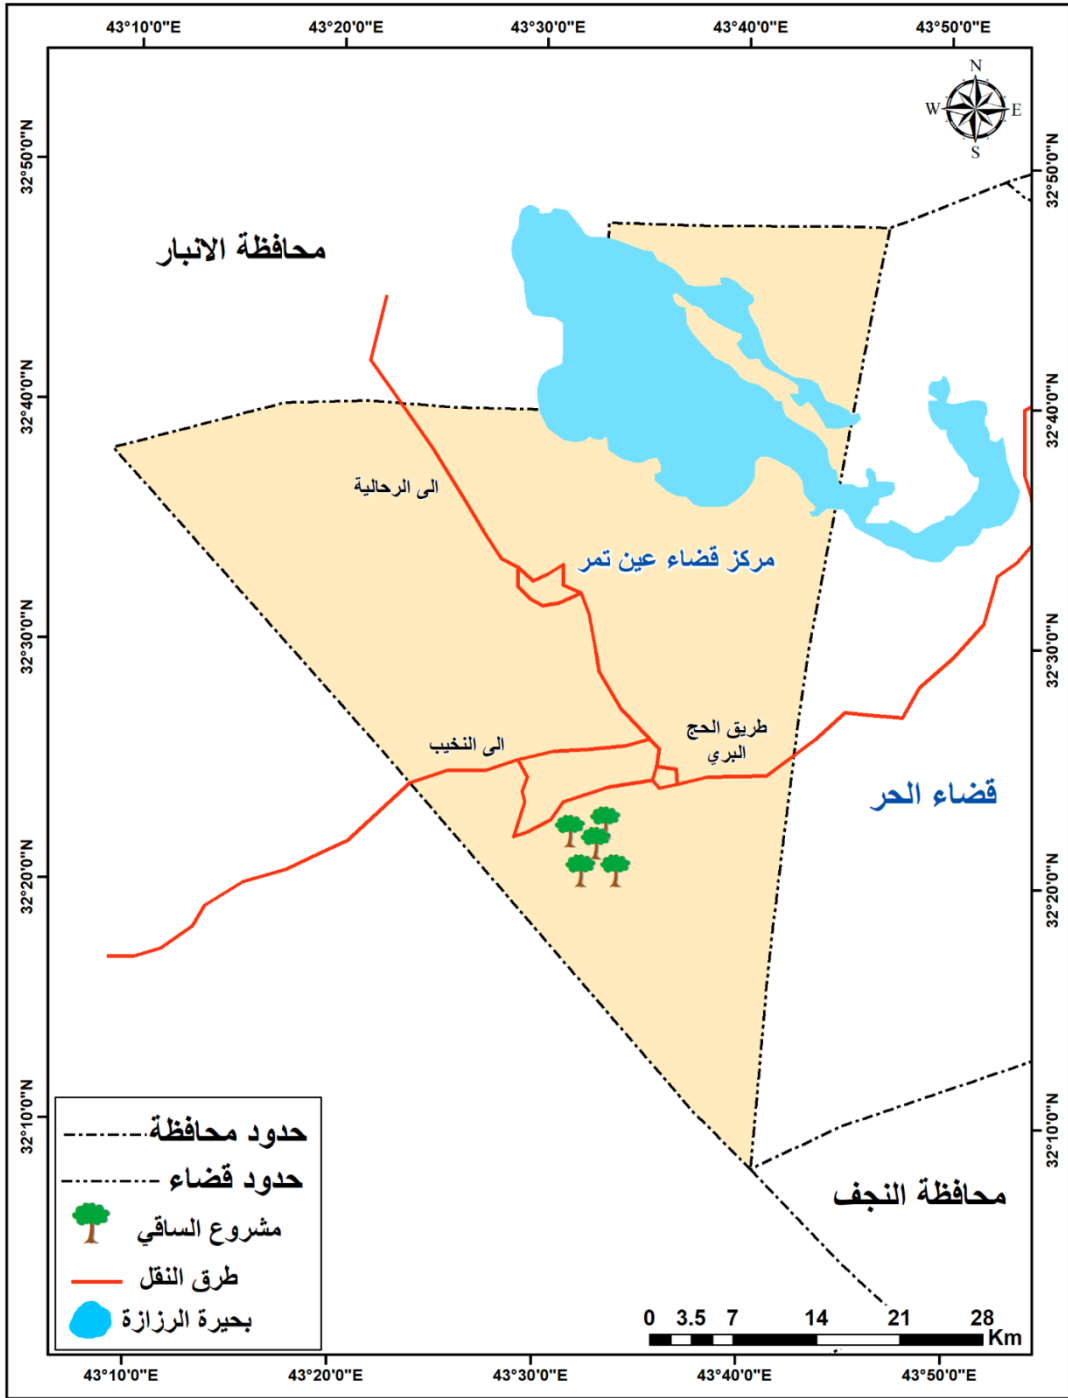 43°10'0"E 43°20'0"E 43°30'0"E 43°40'0"E 43°50'0"E
N
W E
S
32°50'0"N
32°50'0"N
محافظة الانبار
32°40'0"N
32°40'0"N
الى الرحالية
مركز قضاء عين تمر
32°30'0"N
32°30'0"N
طريق الحج
البري
الى النخيب
قضاء الحر
32°20'0"N
32°20'0"N
32°10'0"N
32°10'0"N
محافظة النجف
حدود محافظة
حدود قضاء
مشروع الساقي
طرق النقل
بحيرة الرزازة
0 3.5 7 14 21 28
Km
43°10'0"E 43°20'0"E 43°30'0"E 43°40'0"E 43°50'0"E